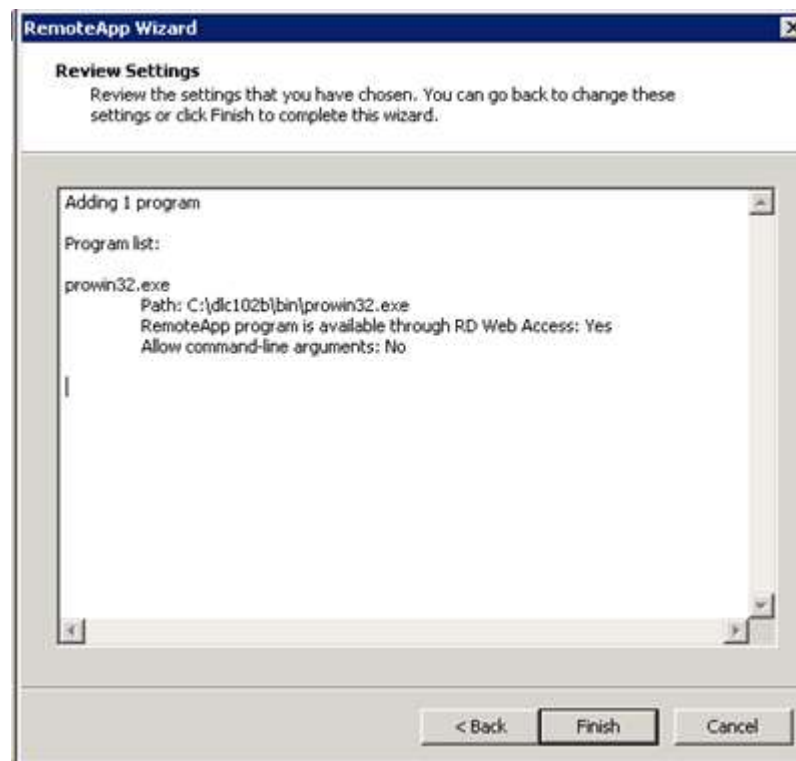 RemoteApp Wizard
Review Settings
Review the settings that you have chosen. You can go back to change these
settings or click Finish to complete this wizard.
Adding 1 program
Program list:
prowin32.exe
Path: C:\dlc102b\bin\prowin32.exe
RemoteApp program is available through RD Web Access: Yes
Allow command-line arguments: No
< Back
Finish
Cancel